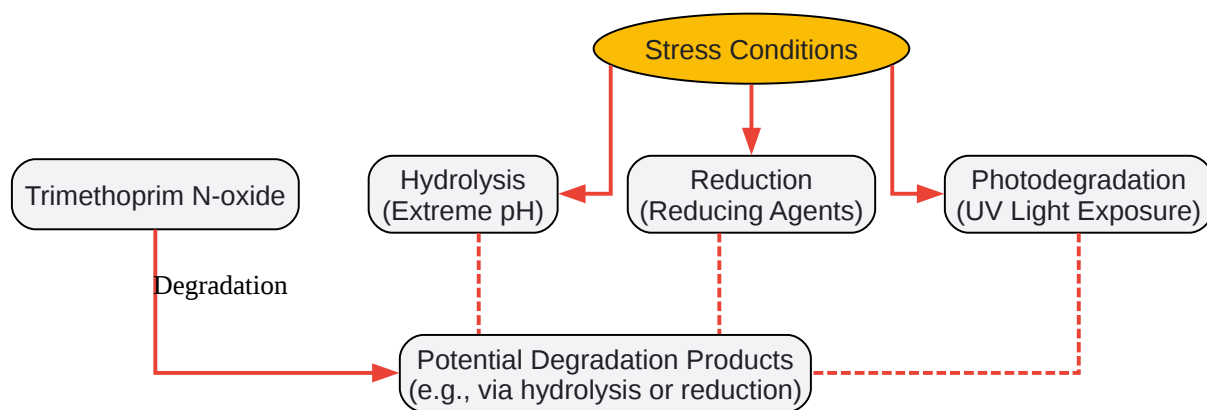 Stress Conditions
Trimethoprim N-oxide
Hydrolysis
(Extreme pH)
Reduction
(Reducing Agents)
Photodegradation
(UV Light Exposure)
Degradation
Potential Degradation Products
(e.g., via hydrolysis or reduction)